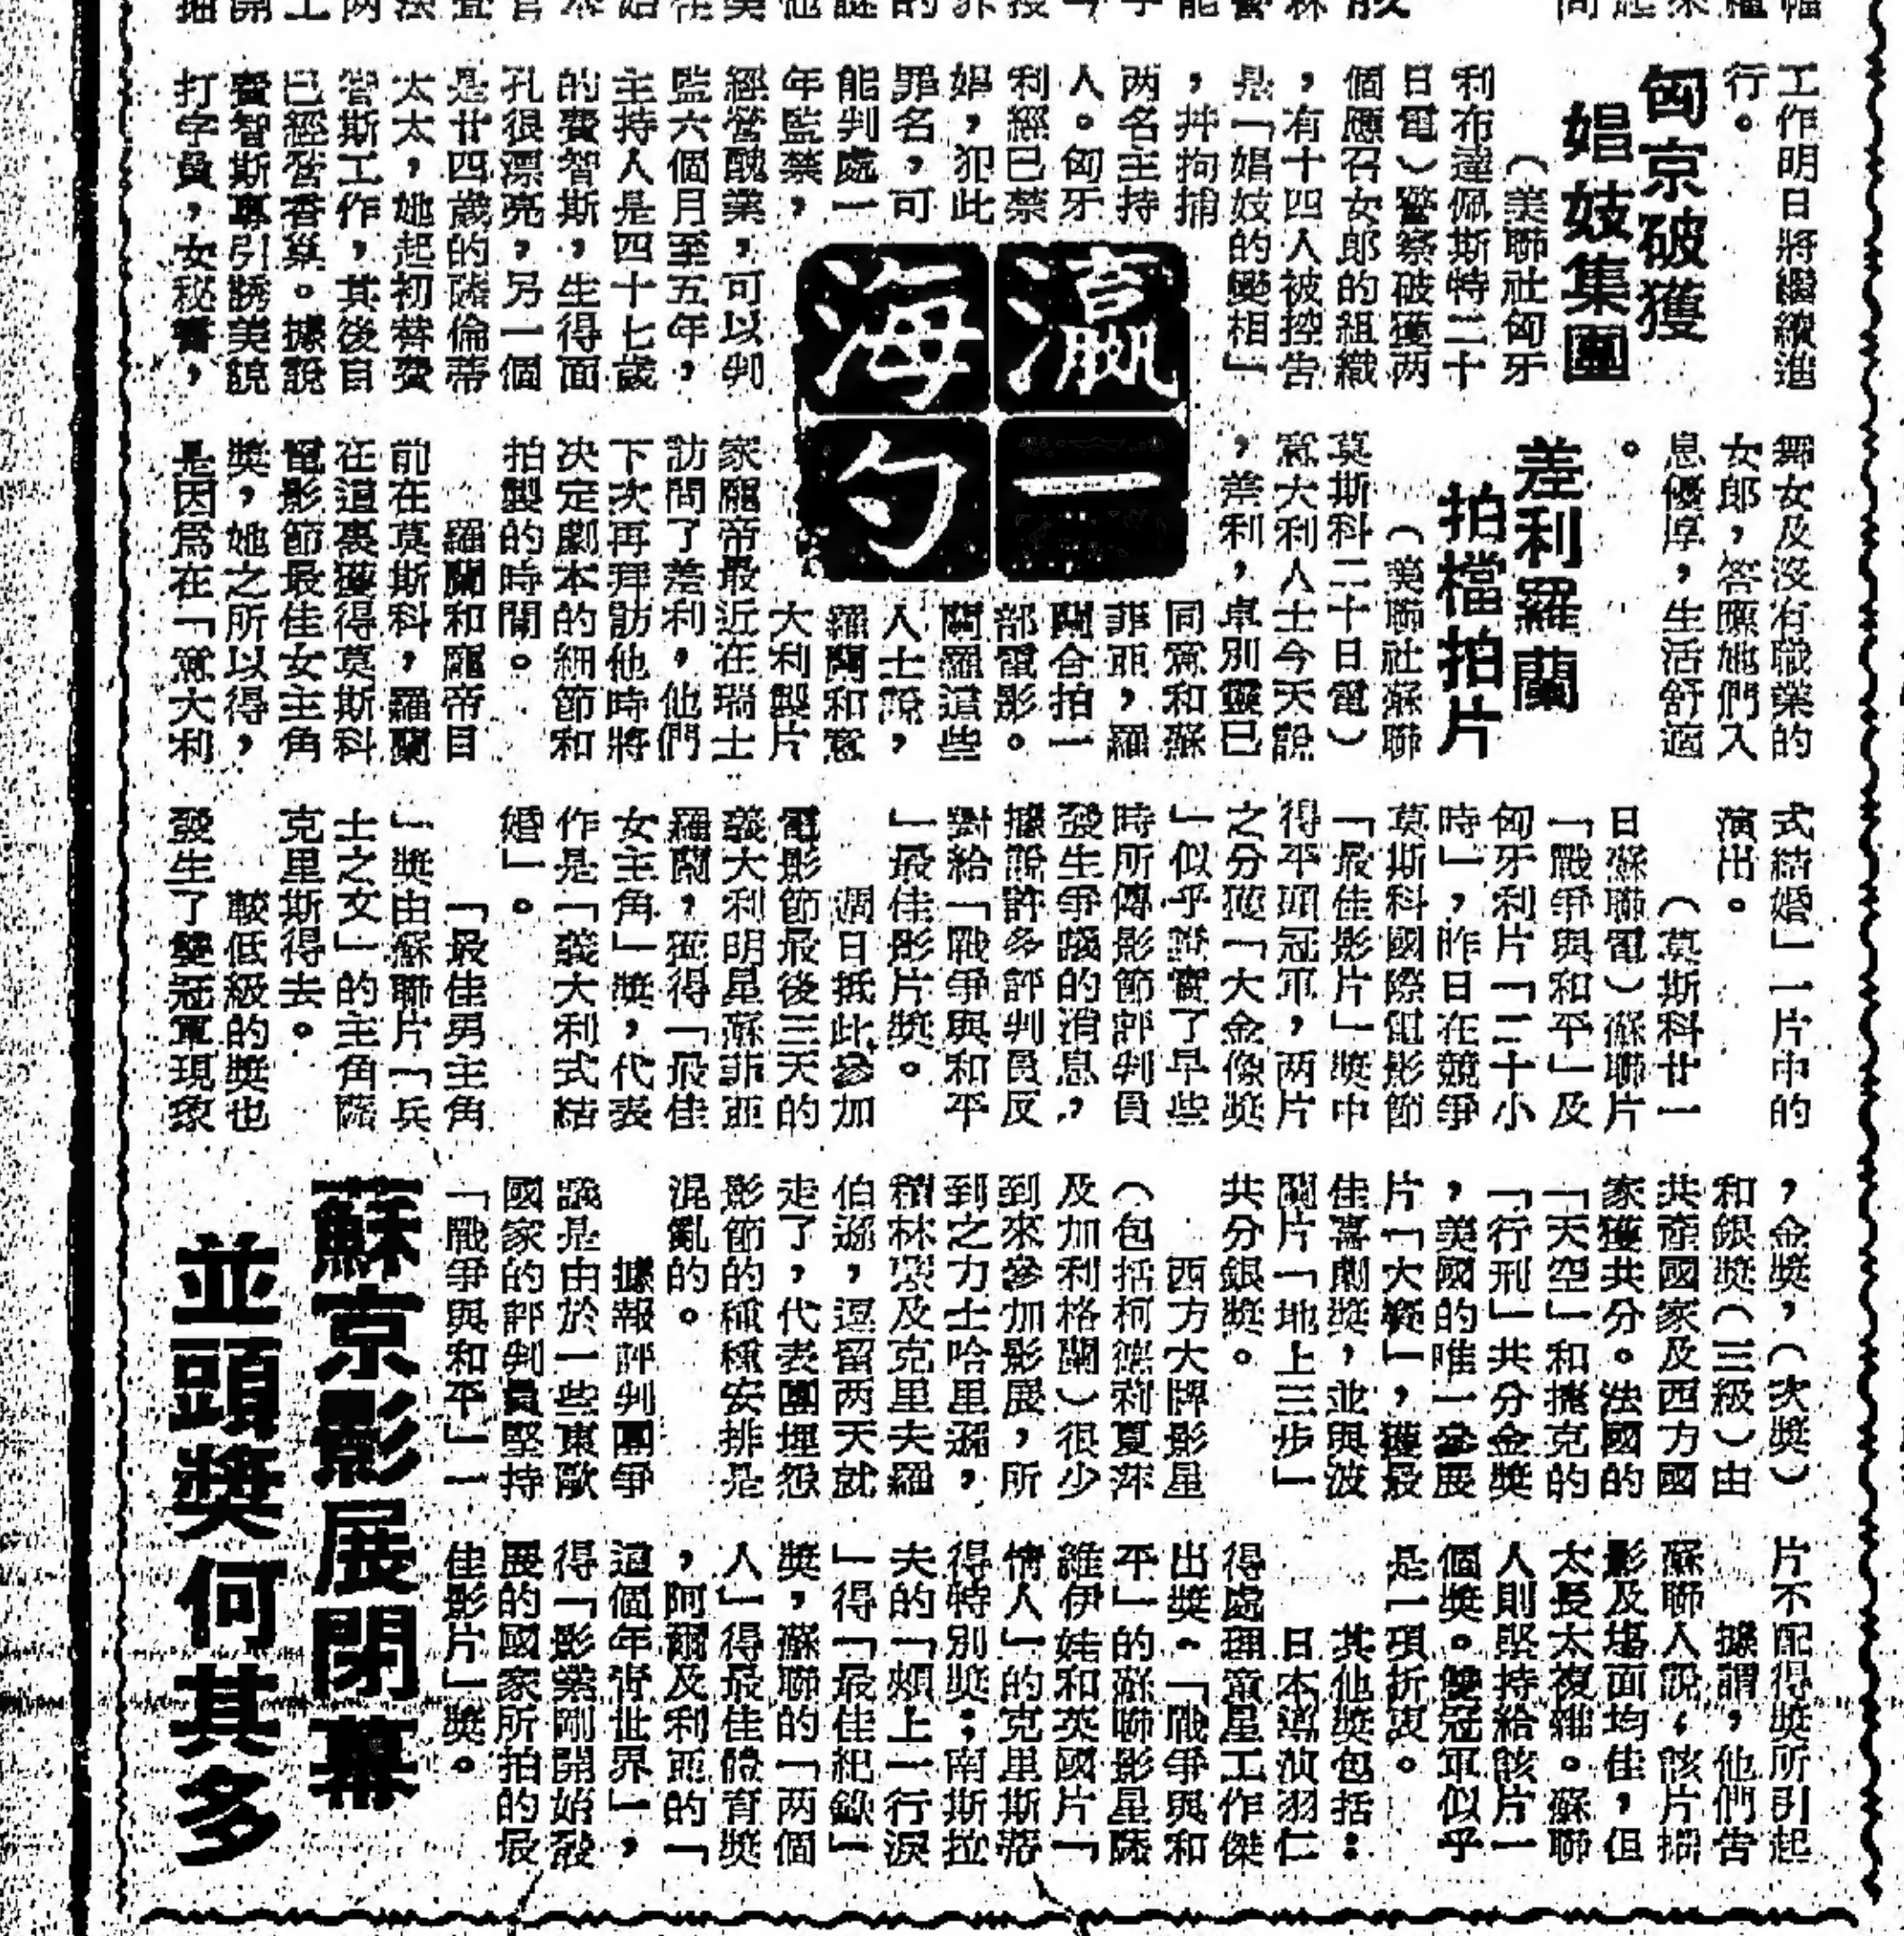 工作明日將繼續進
行。
匈京破獲
娼妓集團
（美聯社匈牙
利布達佩斯特二十
日電）警察破獲两
個應召女郎的組織
，有十四人被控告
是「娼妓的變相」
，幷拘捕
两名主持
人。匈牙
利經已禁
娼，犯此
罪名，可
能判處一
年監禁，
經營醜業，可以判
監六個月至五年，
主持人是四十七歲
的費智斯，生得面
孔很漂亮，另一個
是廿四歲的璐倫蒂
太太，她起初替費
智斯工作，其後自
已經營香巢。據說
費智斯專引誘美貌
打字員，女秘書，
瀛海
一勺
舞女及沒有職業的
女郎，答應她們入
息優厚，生活舒適
。
差利羅蘭
拍檔拍片
（美聯社蘇聯
莫斯科二十日電）
意大利人士今天說
，差利，卓別靈已
同意和蘇
菲亞，羅
蘭合拍一
部電影。
關羅這些
人士說，
羅蘭和意
大利製片
家龐帝最近在瑞士
訪問了差利，他們
下次再拜訪他時將
决定劇本的細節和
拍製的時間。
羅蘭和龐帝目
前在莫斯科，羅蘭
在這裏獲得莫斯科
電影節最佳女主角
獎，她之所以得，
是因爲在「意大利
式結婚」一片中的
演出。
（莫斯科廿一
日蘇聯電）蘇聯片
「戰爭與和平」及
匈牙利片「二十小
時」，昨日在競爭
莫斯科國際電影節
「最佳影片」獎中
得平頭冠軍，两片
之分獲「大金像獎
」似乎證實了早些
時所傳影節評判員
發生爭議的消息，
據說許多評判員反
對給「戰爭與和平
」最佳影片獎。
週日抵此參加
電影節最後三天的
義大利明星蘇菲亞
羅蘭，獲得「最佳
女主角」獎，代表
作是「義大利式結
婚」。
「最佳男主角
」獎由蘇聯片「兵
士之文」的主角薩
克里斯得去。
較低級的獎也
發生了雙冠軍現象
蘇京影展閉幕
並頭獎何其多
，金獎，（次獎）
和銀獎（三級）由
共產國家及西方國
家獲共分。法國的
「天空」和捷克的
「行刑」共分金獎
，美國的唯一參展
片「大賽」，獲最
佳喜劇獎，並與波
蘭片「地上三步」
共分銀獎。
西方大牌影星
（包括柯德莉夏萍
及加利格蘭）很少
到來參加影展，所
到之力士哈里遜，
積林濙及克里夫羅
伯遜，逗留两天就
走了，代表團埋怨
影節的種種安排是
混亂的。
據報評判團爭
議是由於一些東歐
國家的評判員堅持
「戰爭與和平」一
片不配得獎所引起
據謂，他們告
蘇聯人說，該片攝
影及塲面均佳，但
太長太複雜。蘇聯
人則堅持給該片一
個獎。雙冠軍似乎
是一項折衷。
其他獎包括：
日本導演羽仁
得處理童星工作傑
出獎。「戰爭與和
平」的蘇聯影星薩
維伊娃和英國片「
情人」的克里斯蒂
得特別獎；南斯拉
夫的「頰上一行淚
」得「最佳紀錄」
獎，蘇聯的「两個
人」得最佳體育獎
，阿爾及利亞的「
這個年靑世界」，
得「影業剛開始發
展的國家所拍的最
佳影片」獎。